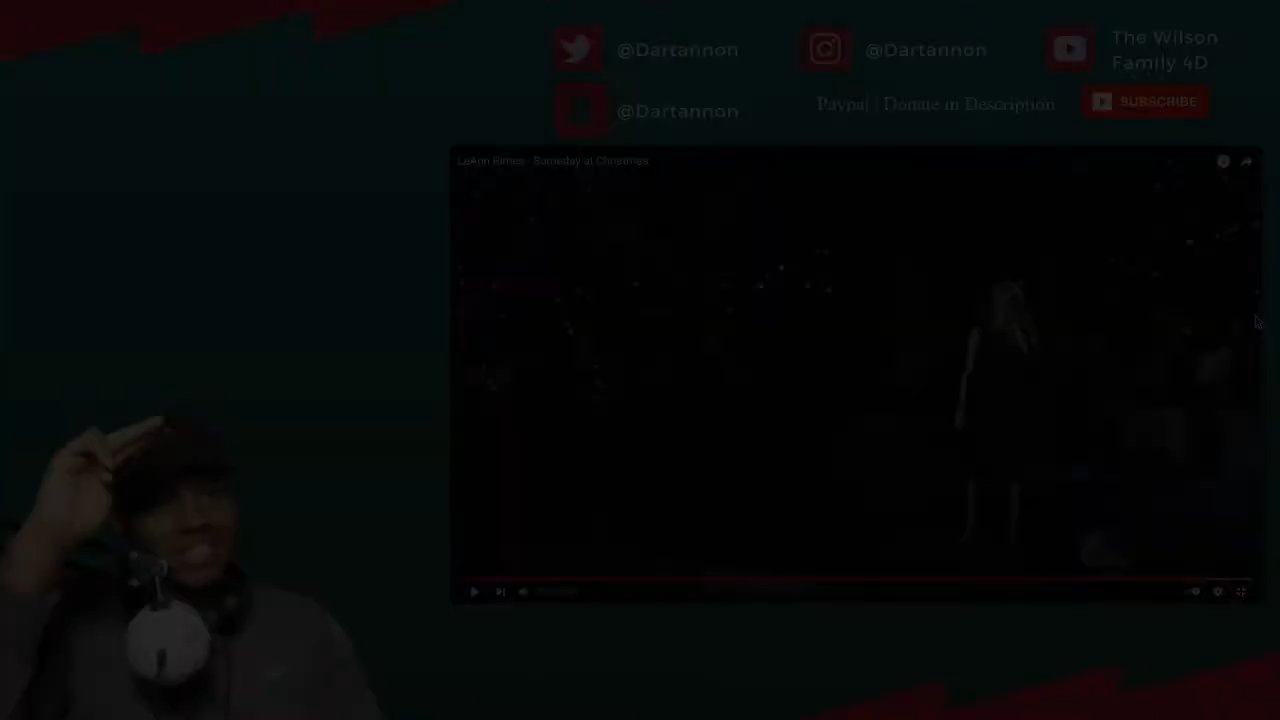 @Dartannon
@Dartannon
The Wilson
Family 4D
@Dartannon
Paypal | Donate in Description
SUBSCRIBE
LeAnn Rimes - Someday at Christmas